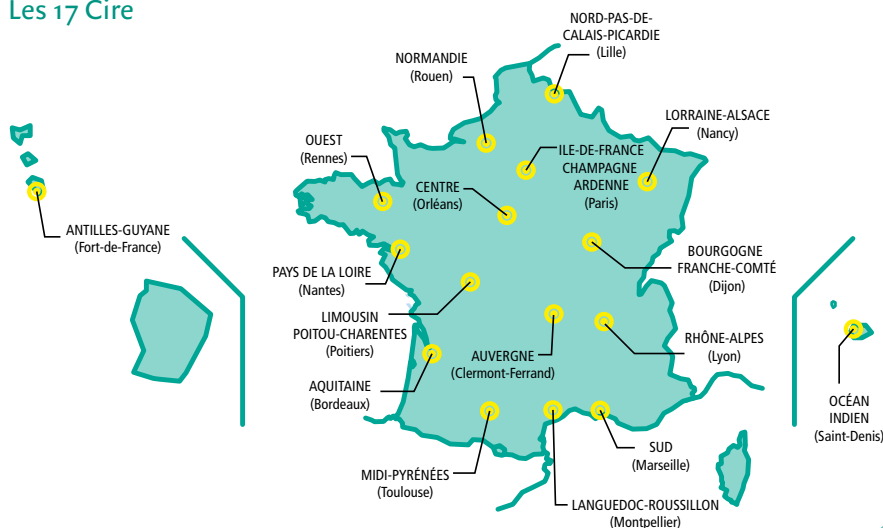 Les 17 Cire
NORD-PAS-DE-
CALAIS-PICARDIE
(Lille)
NORMANDIE
(Rouen)
LORRAINE-ALSACE
(Nancy)
OUEST
(Rennes)
ILE-DE-FRANCE
CHAMPAGNE
ARDENNE
(Paris)
CENTRE
(Orléans)
ANTILLES-GUYANE
(Fort-de-France)
BOURGOGNE
FRANCHE-COMTÉ
(Dijon)
PAYS DE LA LOIRE
(Nantes)
LIMOUSIN
POITOU-CHARENTES
(Poitiers)
RHÔNE-ALPES
(Lyon)
AUVERGNE
(Clermont-Ferrand)
AQUITAINE
(Bordeaux)
OCÉAN
INDIEN
(Saint-Denis)
SUD
(Marseille)
MIDI-PYRÉNÉES
(Toulouse)
LANGUEDOC-ROUSSILLON
(Montpellier)